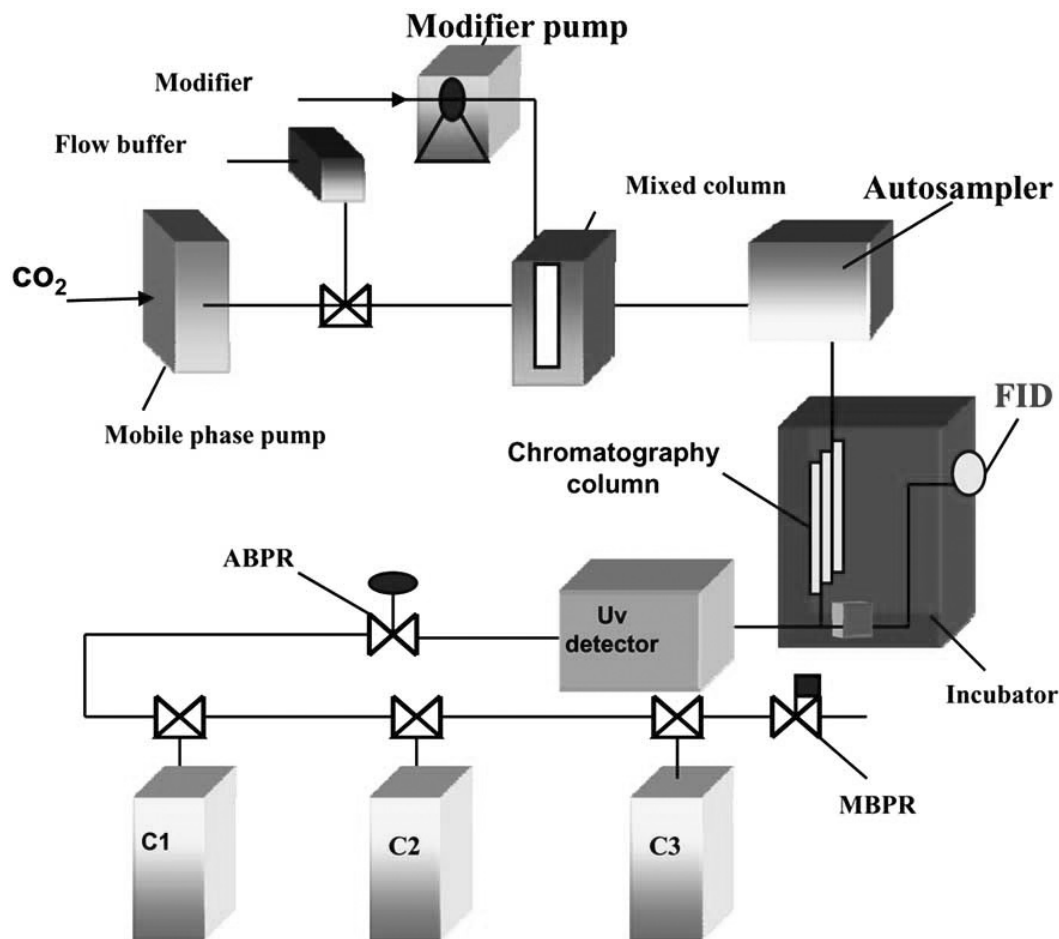 Modifier pump
Modifier
Flow buffer
Mixed column
Autosampler
CO₂
Mobile phase pump
FID
Chromatography
column
ABPR
Uv
detector
Incubator
MBPR
C1
C2
C3